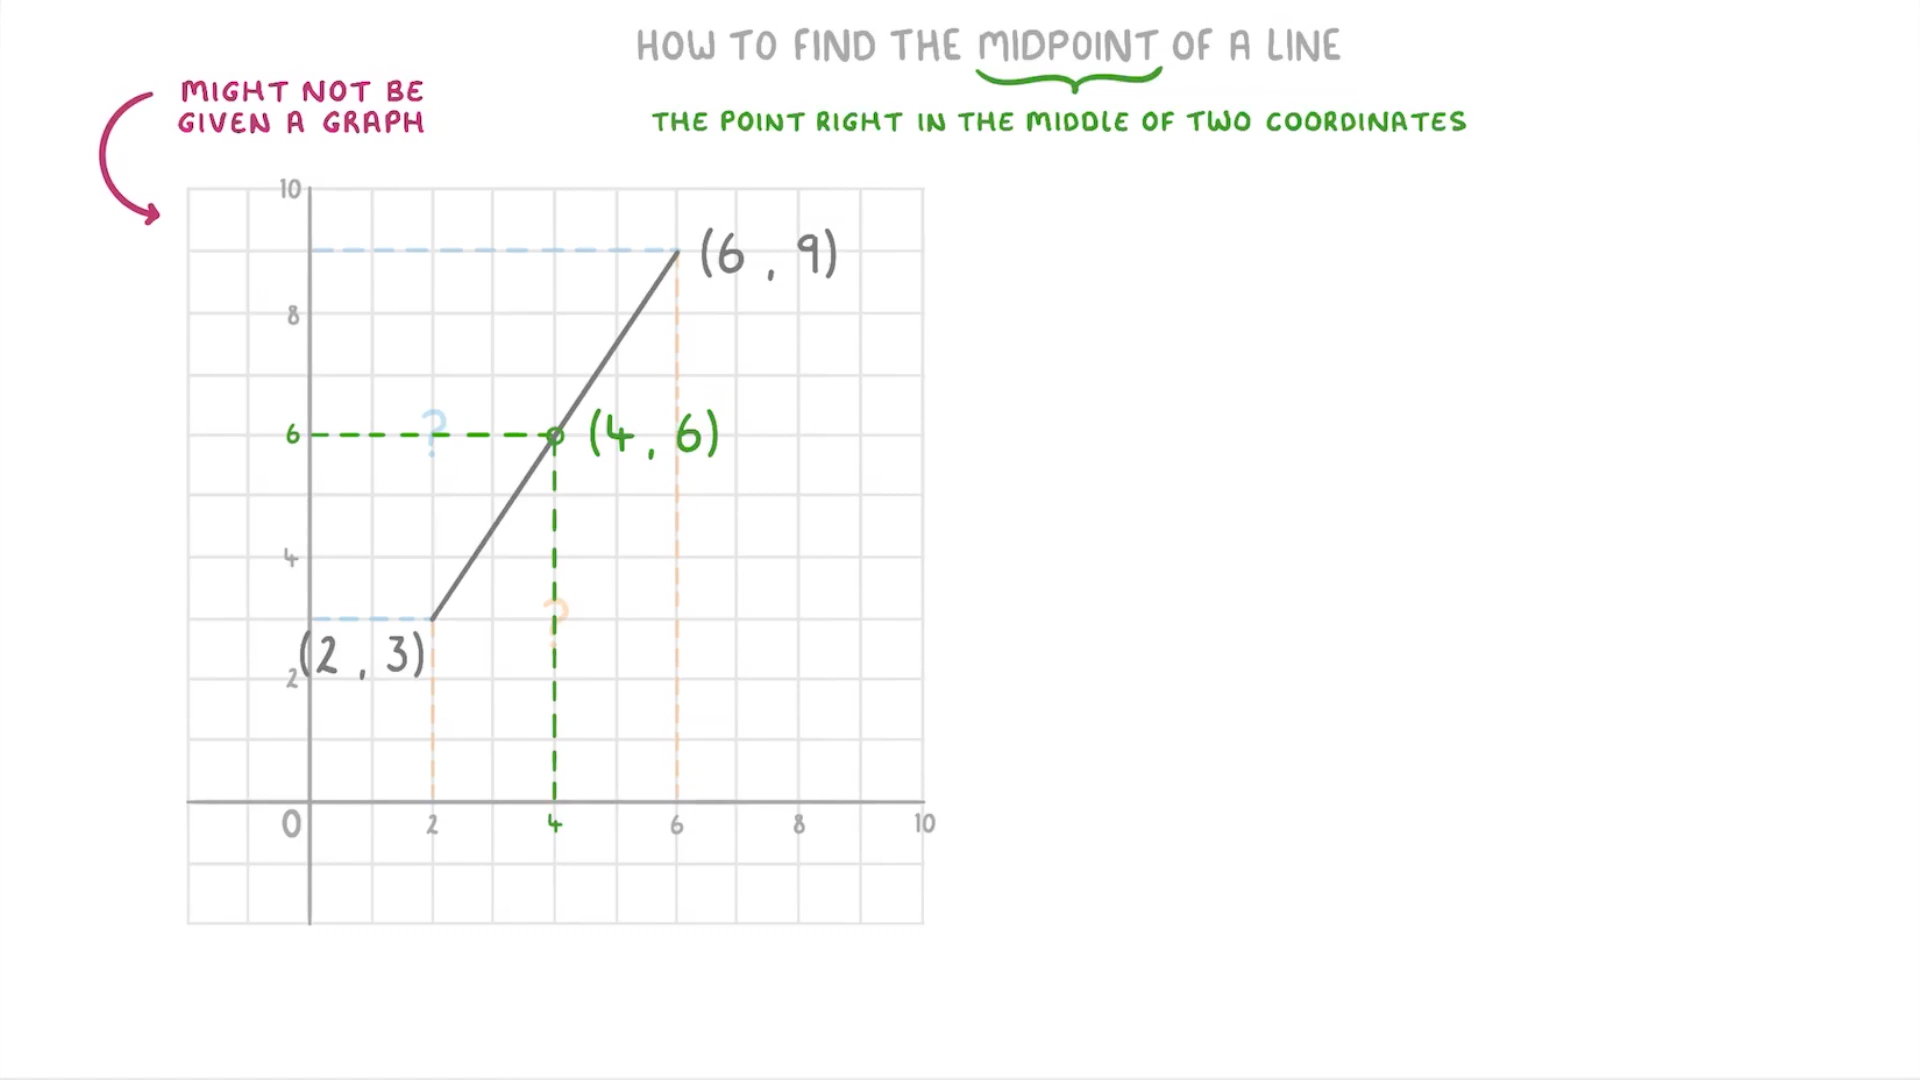 HOW TO FIND THE MIDPOINT OF A LINE
THE POINT RIGHT IN THE MIDDLE OF TWO COORDINATES
MIGHT NOT BE
GIVEN A GRAPH
10
(6 , 9)
8
?
6
(4 , 6)
4
?
(2 , 3)
2
0 2 4 6 8 10